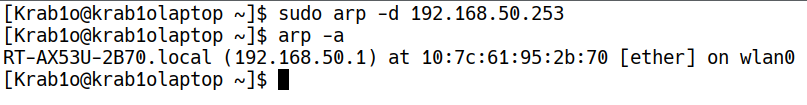 [Krab1o@krab1olaptop ~]$ sudo arp -d 192.168.50.253
[Krab1o@krab1olaptop ~]$ arp -a
RT-AX53U-2B70.local (192.168.50.1) at 10:7c:61:95:2b:70 [ether] on wlan0
[Krab1o@krab1olaptop ~]$